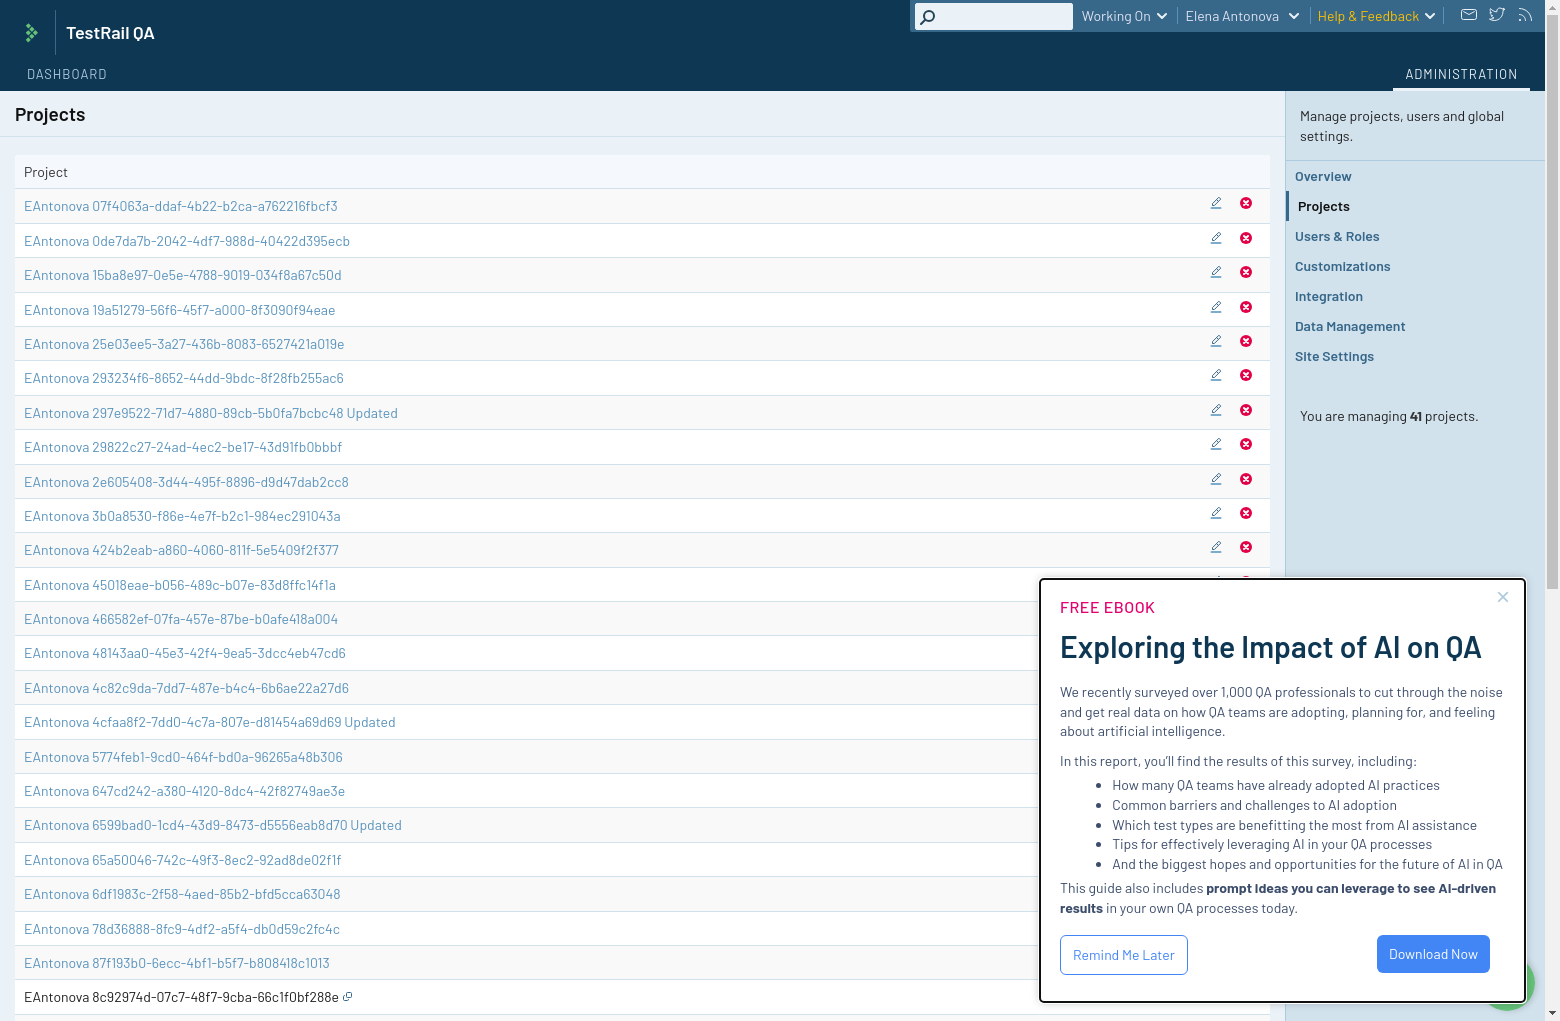 TestRail QA
Working On
Elena Antonova
Help & Feedback
DASHBOARD
ADMINISTRATION
Projects
Project
EAntonova 07f4063a-ddaf-4b22-b2ca-a762216fbcf3
EAntonova 0de7da7b-2042-4df7-988d-40422d395ecb
EAntonova 15ba8e97-0e5e-4788-9019-034f8a67c50d
EAntonova 19a51279-56f6-45f7-a000-8f3090f94eae
EAntonova 25e03ee5-3a27-436b-8083-6527421a019e
EAntonova 293234f6-8652-44dd-9bdc-8f28fb255ac6
EAntonova 297e9522-71d7-4880-89cb-5b0fa7bcbc48 Updated
EAntonova 29822c27-24ad-4ec2-be17-43d91fb0bbbf
EAntonova 2e605408-3d44-495f-8896-d9d47dab2cc8
EAntonova 3b0a8530-f86e-4e7f-b2c1-984ec291043a
EAntonova 424b2eab-a860-4060-811f-5e5409f2f377
EAntonova 45018eae-b056-489c-b07e-83d8ffc14f1a
EAntonova 466582ef-07fa-457e-87be-b0afe418a004
EAntonova 48143aa0-45e3-42f4-9ea5-3dcc4eb47cd6
EAntonova 4c82c9da-7dd7-487e-b4c4-6b6ae22a27d6
EAntonova 4cfaa8f2-7dd0-4c7a-807e-d81454a69d69 Updated
EAntonova 5774feb1-9cd0-464f-bd0a-96265a48b306
EAntonova 647cd242-a380-4120-8dc4-42f82749ae3e
EAntonova 6599bad0-1cd4-43d9-8473-d5556eab8d70 Updated
EAntonova 65a50046-742c-49f3-8ec2-92ad8de02f1f
EAntonova 6df1983c-2f58-4aed-85b2-bfd5cca63048
EAntonova 78d36888-8fc9-4df2-a5f4-db0d59c2fc4c
EAntonova 87f193b0-6ecc-4bf1-b5f7-b808418c1013
EAntonova 8c92974d-07c7-48f7-9cba-66c1f0bf288e
Manage projects, users and global
settings.
Overview
Projects
Users & Roles
Customizations
Integration
Data Management
Site Settings
You are managing 41 projects.
FREE EBOOK
Exploring the Impact of AI on QA
We recently surveyed over 1,000 QA professionals to cut through the noise
and get real data on how QA teams are adopting, planning for, and feeling
about artificial intelligence.
In this report, you'll find the results of this survey, including:
• How many QA teams have already adopted AI practices
• Common barriers and challenges to AI adoption
• Which test types are benefitting the most from AI assistance
• Tips for effectively leveraging AI in your QA processes
• And the biggest hopes and opportunities for the future of AI in QA
This guide also includes prompt ideas you can leverage to see AI-driven
results in your own QA processes today.
Remind Me Later
Download Now